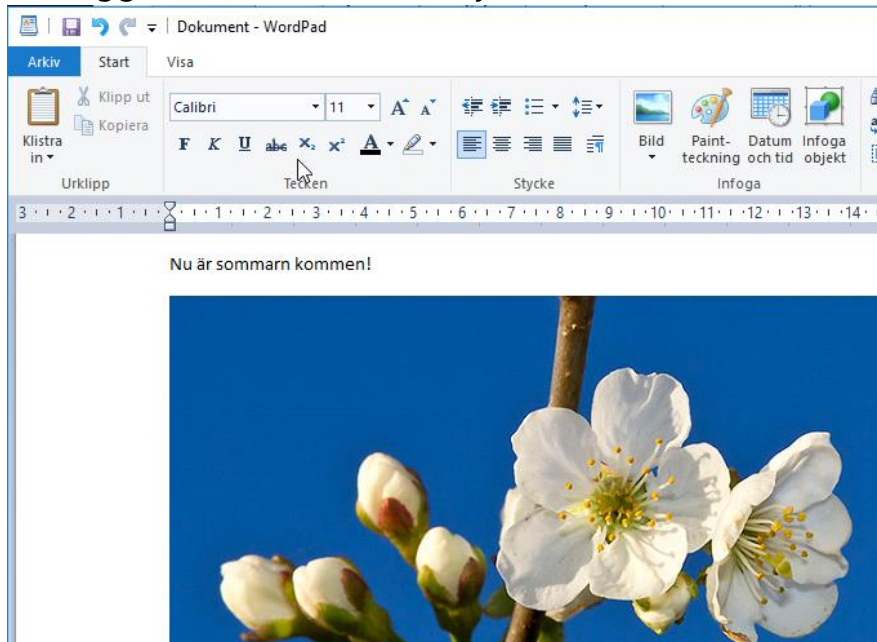 Dokument - WordPad
Arkiv Start Visa
Klipp ut
Kopiera
Klistra in
Calibri 11 A A
F K U abc X₂ x² A
Bild
Paint-teckning
Datum och tid
Infoga objekt
Urklipp Tecken Stycke Infoga
3 2 1 1 2 3 4 5 6 7 8 9 10 11 12 13 14
Nu är sommarn kommen!